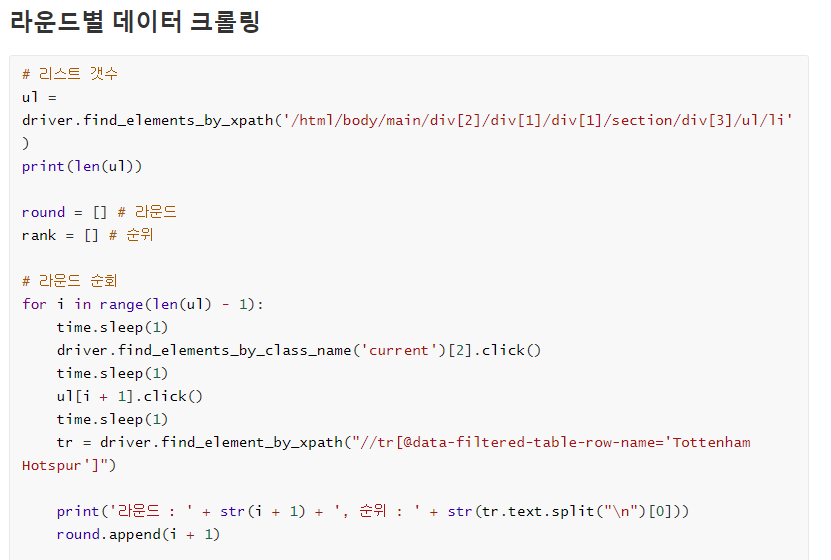 라운드별 데이터 크롤링
# 리스트 갯수
ul =
driver.find_elements_by_xpath('/html/body/main/div[2]/div[1]/div[1]/section/div[3]/ul/li'
)
print(len(ul))
round = [] # 라운드
rank = [] # 순위
# 라운드 순회
for i in range(len(ul) - 1):
    time.sleep(1)
    driver.find_elements_by_class_name('current')[2].click()
    time.sleep(1)
    ul[i + 1].click()
    time.sleep(1)
    tr = driver.find_element_by_xpath("//tr[@data-filtered-table-row-name='Tottenham
Hotspur']")
    print('라운드 : ' + str(i + 1) + ', 순위 : ' + str(tr.text.split("\n")[0]))
    round.append(i + 1)